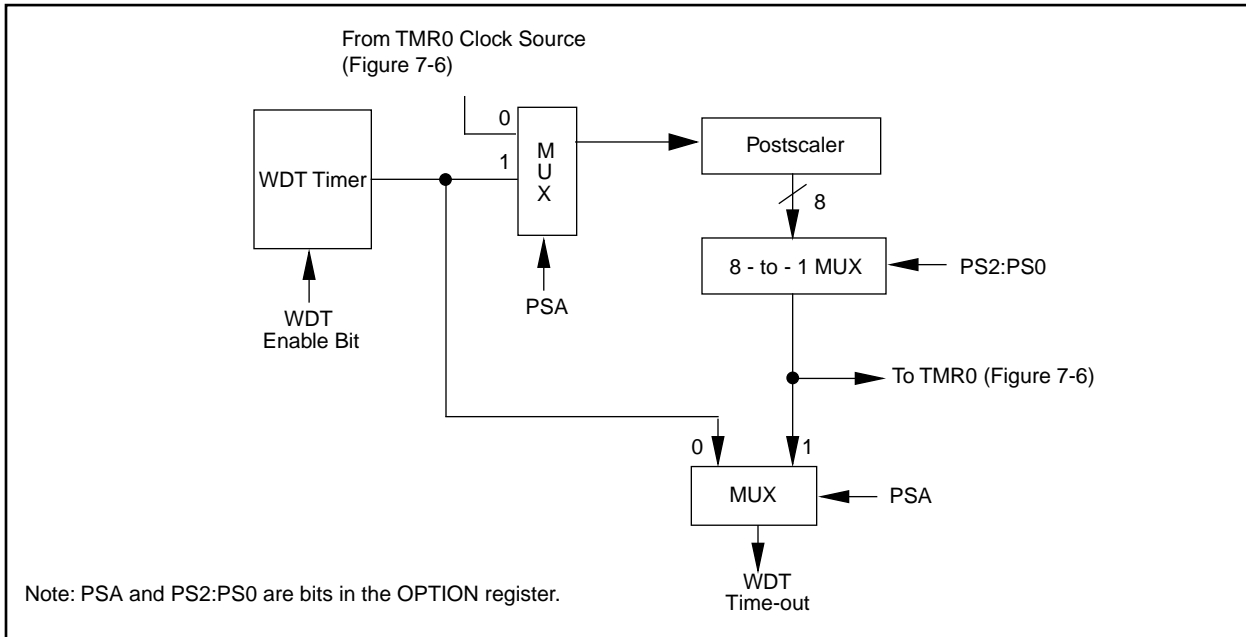 From TMR0 Clock Source
(Figure 7-6)
0
1
M
U
X
WDT Timer
Postscaler
8
8 - to - 1 MUX
PS2:PS0
PSA
WDT
Enable Bit
To TMR0 (Figure 7-6)
0
1
MUX
PSA
WDT
Time-out
Note: PSA and PS2:PS0 are bits in the OPTION register.